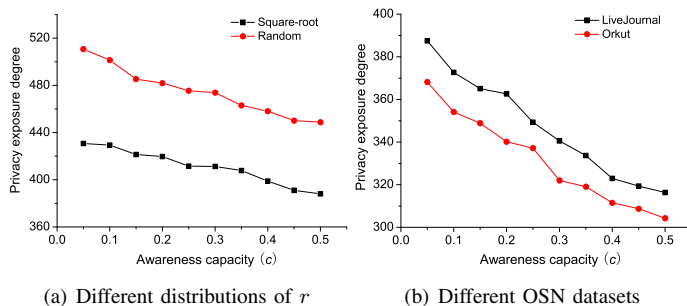 Square-root
Random
Privacy exposure degree
520
480
440
400
360
0.0 0.1 0.2 0.3 0.4 0.5
Awareness capacity (c)
(a) Different distributions of r
LiveJournal
Orkut
Privacy exposure degree
400
380
360
340
320
300
0.0 0.1 0.2 0.3 0.4 0.5
Awareness capacity (c)
(b) Different OSN datasets